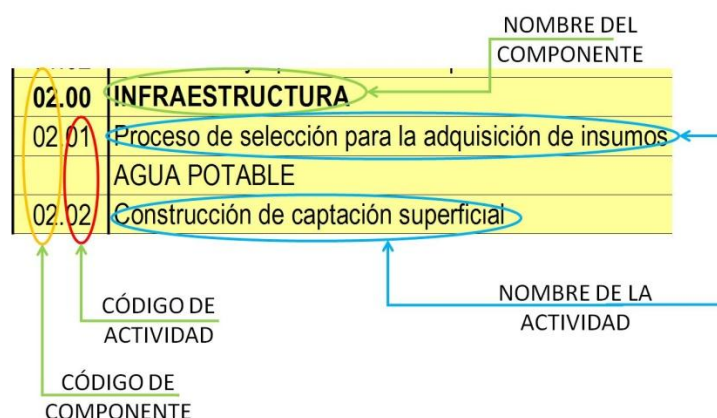 NOMBRE DEL
COMPONENTE
02.00 INFRAESTRUCTURA
02.01 Proceso de selección para la adquisición de insumos
AGUA POTABLE
02.02 Construcción de captación superficial
NOMBRE DE LA
ACTIVIDAD
CÓDIGO DE
ACTIVIDAD
CÓDIGO DE
COMPONENTE